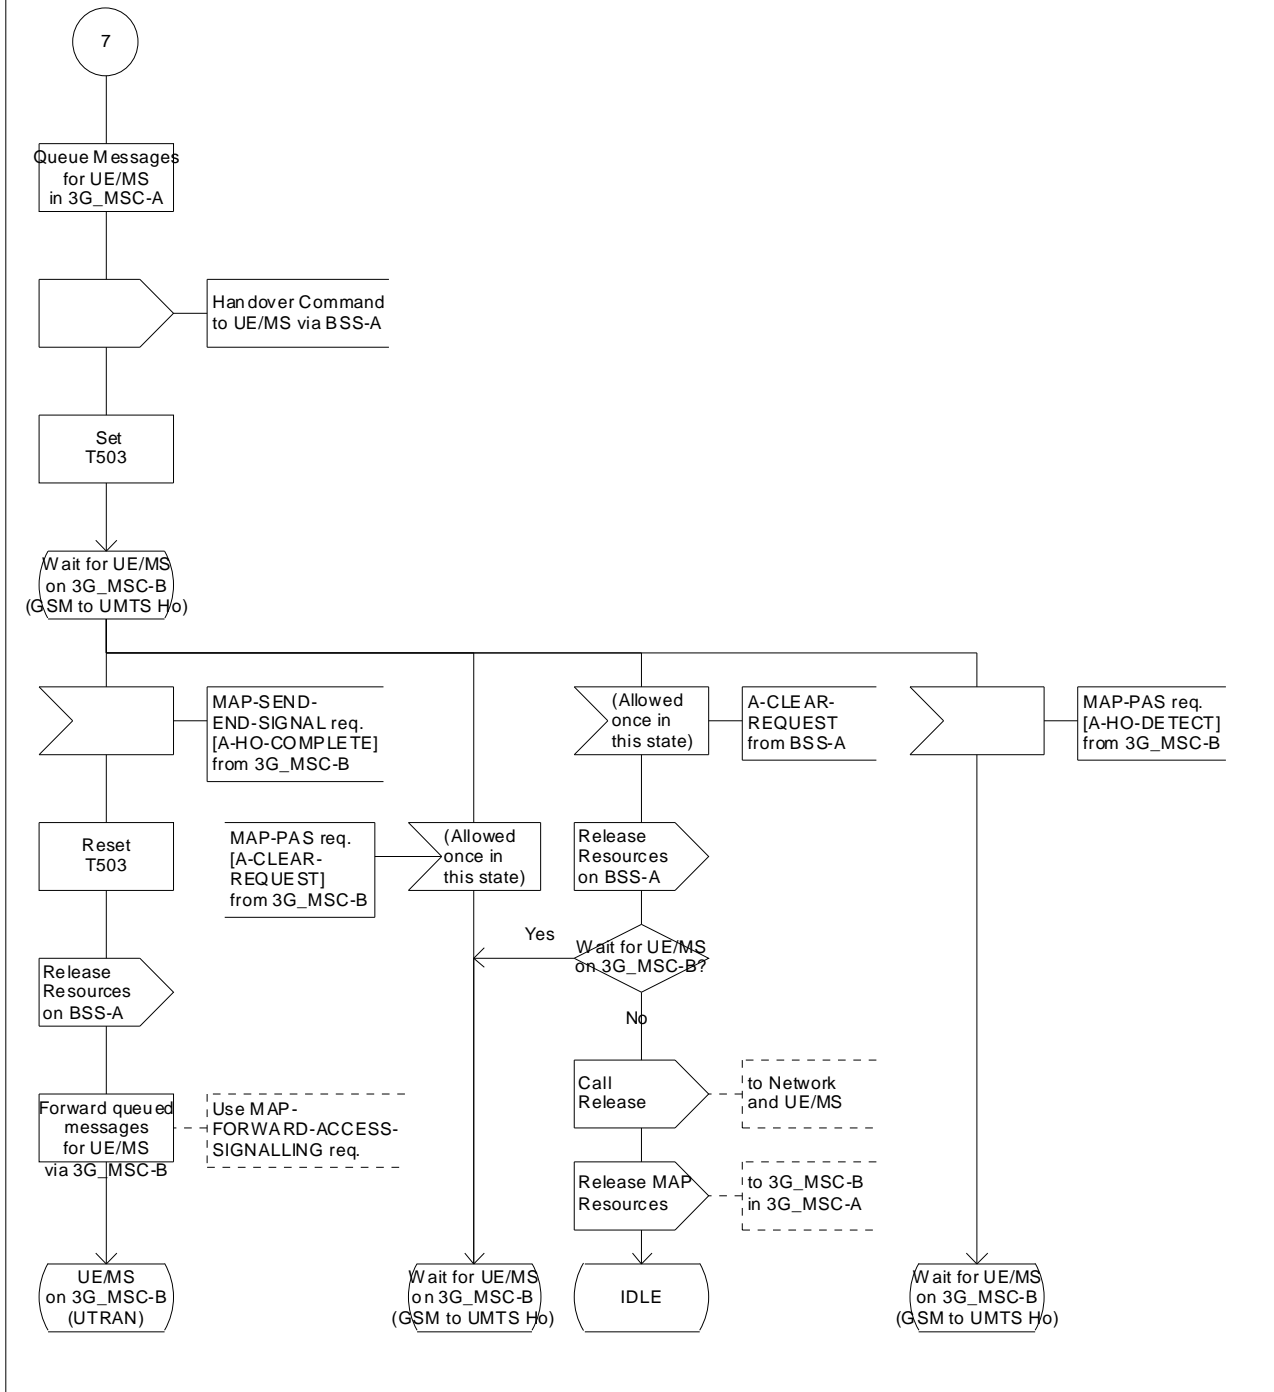 7
Queue Messages
for UE/MS
in 3G_MSC-A
Handover Command
to UE/MS via BSS-A
Set
T503
Wait for UE/MS
on 3G_MSC-B
(GSM to UMTS Ho)
MAP-SEND-
END-SIGNAL req.
[A-HO-COMPLETE]
from 3G_MSC-B
(Allowed
once in
this state)
A-CLEAR-
REQUEST
from BSS-A
MAP-PAS req.
[A-HO-DETECT]
from 3G_MSC-B
Reset
T503
MAP-PAS req.
[A-CLEAR-
REQUEST]
from 3G_MSC-B
(Allowed
once in
this state)
Release
Resources
on BSS-A
Yes
Wait for UE/MS
on 3G_MSC-B?
No
Release
Resources
on BSS-A
Call
Release
to Network
and UE/MS
Forward queued
messages
for UE/MS
via 3G_MSC-B
Use MAP-
FORWARD-ACCESS-
SIGNALLING req.
Release MAP
Resources
to 3G_MSC-B
in 3G_MSC-A
UE/MS
on 3G_MSC-B
(UTRAN)
Wait for UE/MS
on 3G_MSC-B
(GSM to UMTS Ho)
IDLE
Wait for UE/MS
on 3G_MSC-B
(GSM to UMTS Ho)